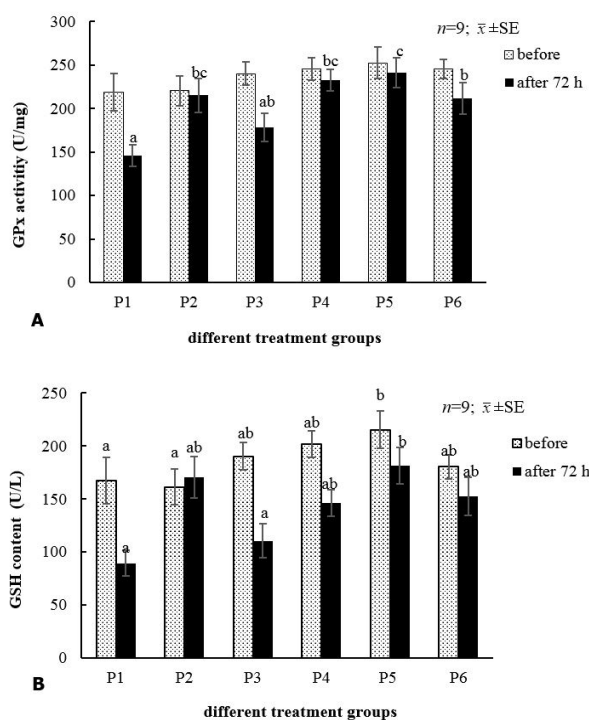 300
n=9; x̄ ±SE
before
after 72 h
250
200
150
100
50
0
GPx activitiy (U/mg)
a
bc
ab
bc
c
b
P1 P2 P3 P4 P5 P6
A
different treatment groups
250
n=9; x̄ ±SE
before
after 72 h
200
150
100
50
0
GSH content (U/L)
a a a ab ab a ab ab b b ab ab
P1 P2 P3 P4 P5 P6
B
different treatment groups